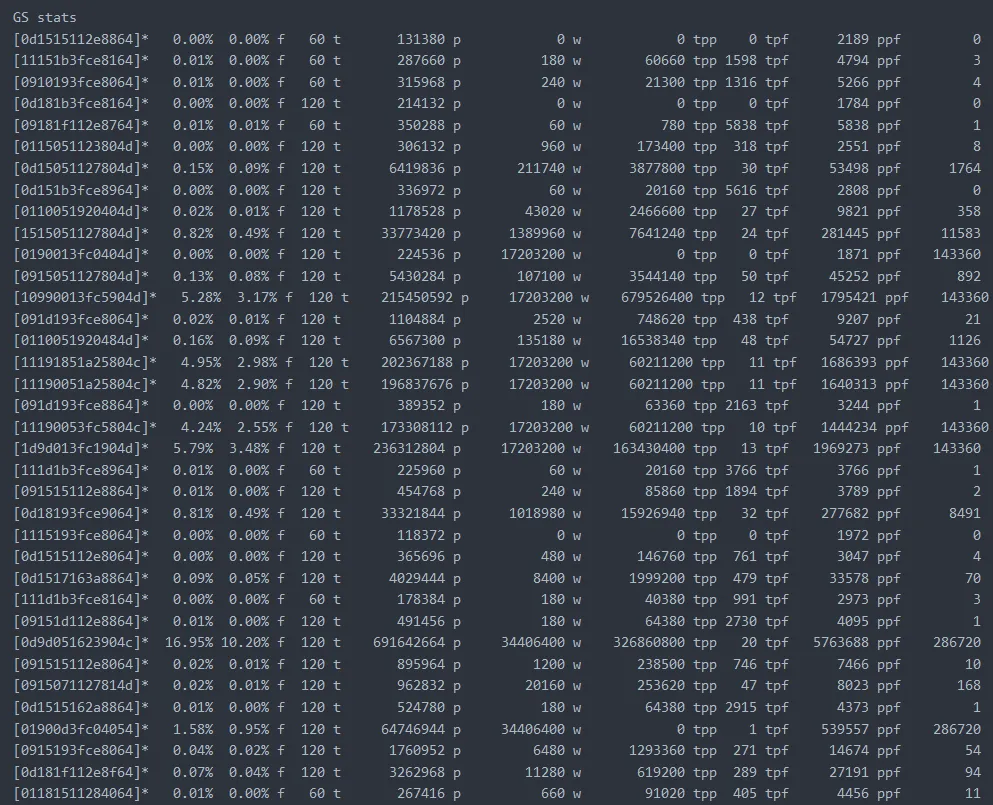 GS stats
[0d1515112e8864]* 0.00% 0.00% f 60 t 131380 p 0 w 0 tpp 0 tpf 2189 ppf 0
[11151b3fce8164]* 0.01% 0.00% f 60 t 287660 p 180 w 60660 tpp 1598 tpf 4794 ppf 3
[0910193fce8064]* 0.01% 0.00% f 60 t 315968 p 240 w 21300 tpp 1316 tpf 5266 ppf 4
[0d181b3fce8164]* 0.00% 0.00% f 120 t 214132 p 0 w 0 tpp 0 tpf 1784 ppf 0
[09181f112e8764]* 0.01% 0.01% f 60 t 350288 p 60 w 780 tpp 5838 tpf 5838 ppf 1
[0115051123804d]* 0.00% 0.00% f 120 t 306132 p 960 w 173400 tpp 318 tpf 2551 ppf 8
[0d15051127804d]* 0.15% 0.09% f 120 t 6419836 p 211740 w 3877800 tpp 30 tpf 53498 ppf 1764
[0d151b3fce8964]* 0.00% 0.00% f 120 t 336972 p 60 w 20160 tpp 5616 tpf 2808 ppf 0
[0110051920404d]* 0.02% 0.01% f 120 t 1178528 p 43020 w 2466600 tpp 27 tpf 9821 ppf 358
[1515051127804d]* 0.82% 0.49% f 120 t 33773420 p 1389960 w 7641240 tpp 24 tpf 281445 ppf 11583
[0190013fc0404d]* 0.00% 0.00% f 120 t 224536 p 17203200 w 0 tpp 0 tpf 1871 ppf 143360
[0915051127804d]* 0.13% 0.08% f 120 t 5430284 p 107100 w 3544140 tpp 50 tpf 45252 ppf 892
[10990013fc5904d]* 5.28% 3.17% f 120 t 215450592 p 17203200 w 679526400 tpp 12 tpf 1795421 ppf 143360
[091d193fce8064]* 0.02% 0.01% f 120 t 1104884 p 2520 w 748620 tpp 438 tpf 9207 ppf 21
[0110051920484d]* 0.16% 0.09% f 120 t 6567300 p 135180 w 16538340 tpp 48 tpf 54727 ppf 1126
[11191851a25804c]* 4.95% 2.98% f 120 t 202367188 p 17203200 w 60211200 tpp 11 tpf 1686393 ppf 143360
[11190051a25804c]* 4.82% 2.90% f 120 t 196837676 p 17203200 w 60211200 tpp 11 tpf 1640313 ppf 143360
[091d193fce8864]* 0.00% 0.00% f 120 t 389352 p 180 w 63360 tpp 2163 tpf 3244 ppf 1
[11190053fc5804c]* 4.24% 2.55% f 120 t 173308112 p 17203200 w 60211200 tpp 10 tpf 1444234 ppf 143360
[1d9d013fc1904d]* 5.79% 3.48% f 120 t 236312804 p 17203200 w 163430400 tpp 13 tpf 1969273 ppf 143360
[111d1b3fce8964]* 0.01% 0.00% f 60 t 225960 p 60 w 20160 tpp 3766 tpf 3766 ppf 1
[091515112e8864]* 0.01% 0.00% f 120 t 454768 p 240 w 85860 tpp 1894 tpf 3789 ppf 2
[0d18193fce9064]* 0.81% 0.49% f 120 t 33321844 p 1018980 w 15926940 tpp 32 tpf 277682 ppf 8491
[1115193fce8064]* 0.00% 0.00% f 60 t 118372 p 0 w 0 tpp 0 tpf 1972 ppf 0
[0d1515112e8064]* 0.00% 0.00% f 120 t 365696 p 480 w 146760 tpp 761 tpf 3047 ppf 4
[0d1517163a8864]* 0.09% 0.05% f 120 t 4029444 p 8400 w 1999200 tpp 479 tpf 33578 ppf 70
[111d1b3fce8164]* 0.00% 0.00% f 60 t 178384 p 180 w 40380 tpp 991 tpf 2973 ppf 3
[09151d112e8864]* 0.01% 0.00% f 120 t 491456 p 180 w 64380 tpp 2730 tpf 4095 ppf 1
[0d9d051623904c]* 16.95% 10.20% f 120 t 691642664 p 34406400 w 326860800 tpp 20 tpf 5763688 ppf 286720
[091515112e8064]* 0.02% 0.01% f 120 t 895964 p 1200 w 238500 tpp 746 tpf 7466 ppf 10
[0915071127814d]* 0.02% 0.01% f 120 t 962832 p 20160 w 253620 tpp 47 tpf 8023 ppf 168
[0d1515162a8864]* 0.01% 0.00% f 120 t 524780 p 180 w 64380 tpp 2915 tpf 4373 ppf 1
[01900d3fc04054]* 1.58% 0.95% f 120 t 64746944 p 34406400 w 0 tpp 1 tpf 539557 ppf 286720
[0915193fce8064]* 0.04% 0.02% f 120 t 1760952 p 6480 w 1293360 tpp 271 tpf 14674 ppf 54
[0d181f112e8f64]* 0.07% 0.04% f 120 t 3262968 p 11280 w 619200 tpp 289 tpf 27191 ppf 94
[01181511284064]* 0.01% 0.00% f 60 t 267416 p 660 w 91020 tpp 405 tpf 4456 ppf 11